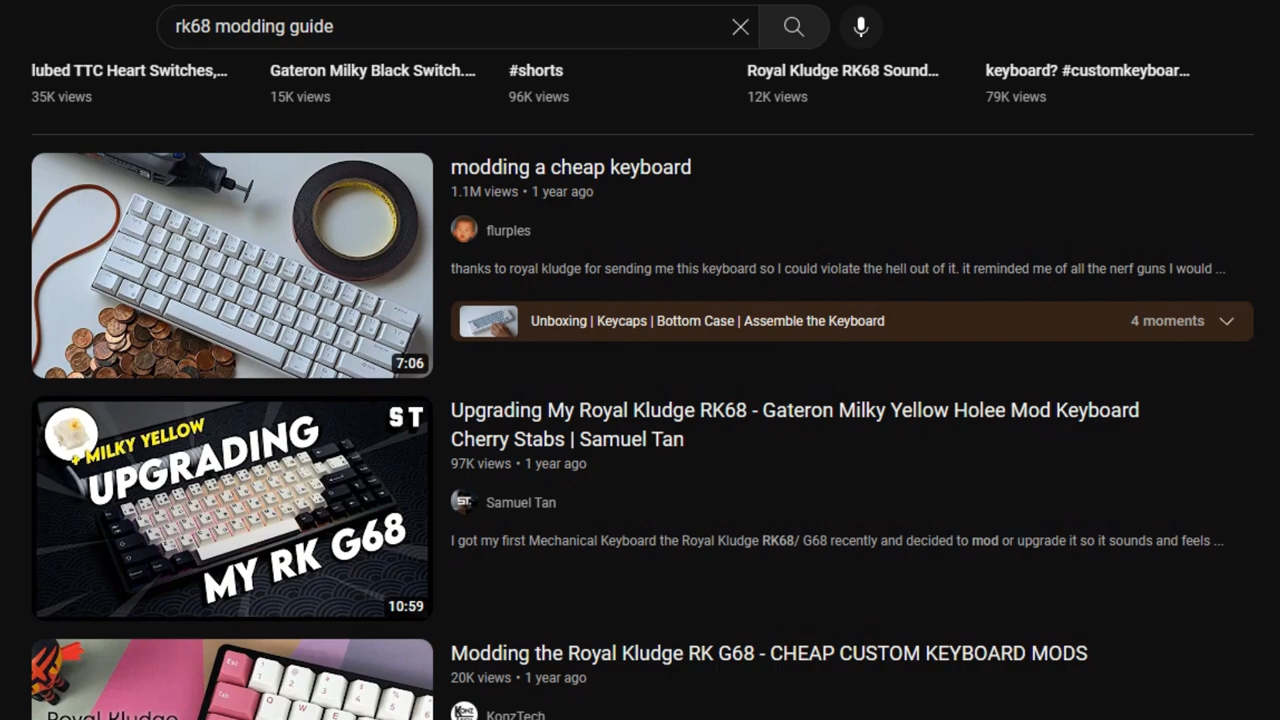 rk68 modding guide
lubed TTC Heart Switches,...
Gateron Milky Black Switch....
#shorts
Royal Kludge RK68 Sound...
keyboard? #customkeyboar...
35K views
15K views
96K views
12K views
79K views
modding a cheap keyboard
1.1M views • 1 year ago
flurples
thanks to royal kludge for sending me this keyboard so I could violate the hell out of it. it reminded me of all the nerf guns I would ...
Unboxing | Keycaps | Bottom Case | Assemble the Keyboard
4 moments
7:06
ST
+ MILKY YELLOW
UPGRADING
MY RK G68
10:59
Upgrading My Royal Kludge RK68 - Gateron Milky Yellow Holee Mod Keyboard
Cherry Stabs | Samuel Tan
97K views • 1 year ago
ST
Samuel Tan
I got my first Mechanical Keyboard the Royal Kludge RK68/ G68 recently and decided to mod or upgrade it so it sounds and feels ...
Esc
Tab
Q
W
E
Royal Kludge
Modding the Royal Kludge RK G68 - CHEAP CUSTOM KEYBOARD MODS
20K views • 1 year ago
KONZ
KonzTech